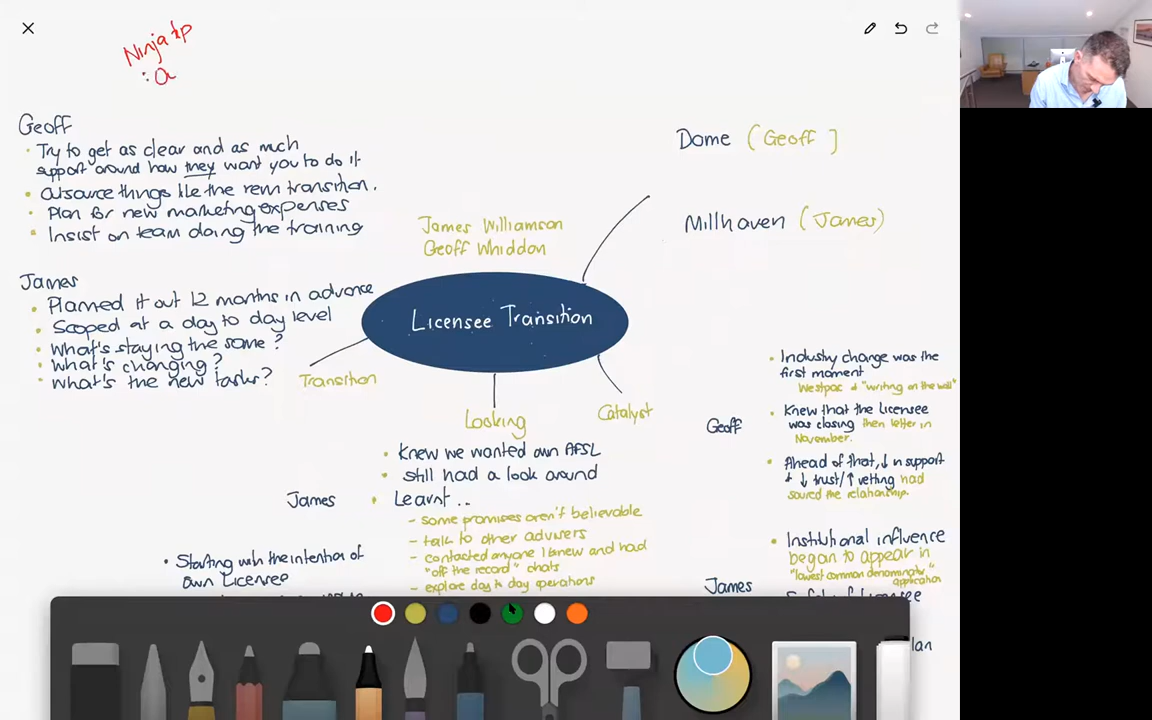 Ninja tip
: a
Geoff
Try to get as clear and as much
support around how they want you to do it
Outsource things like the rem transition.
Plan for new marketing expenses
Insist on team doing the training
James
Planned it out 12 months in advance
Scoped at a day to day level
What's staying the same?
What's changing?
What's the new tasks?
James Williamson
Geoff Whiddon
Licensee Transition
Transition
Looking
Catalyst
Dome (Geoff]
Millhaven (James)
James
Knew we wanted own AFSL
Still had a look around
Learnt ..
- Some promises aren't believable
- talk to other advisers
- contacted anyone I knew and had
"off the record" chats
- explore day to day operations
Starting with the intention of
own Licensee
Geoff
Industry change was the
first moment
Westpac + "writing on the wall"
Knew that the Licensee
was closing then letter in
November.
Ahead of that, ↓ in support
+ ↓ trust/↑ vetting had
soured the relationship.
James
Institutional influence
began to appear in
"lowest common denominator"
application
lan